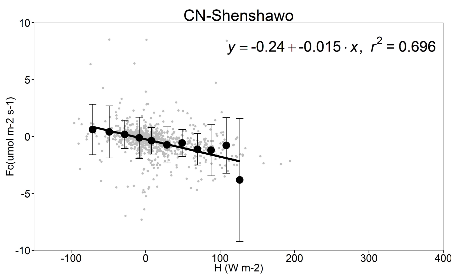 CN-Shenshawo
y = -0.24 + -0.015 · x, r² = 0.696
Fc(umol m-2 s-1)
10
5
0
-5
-10
-100 0 100 200 300 400
H (W m-2)